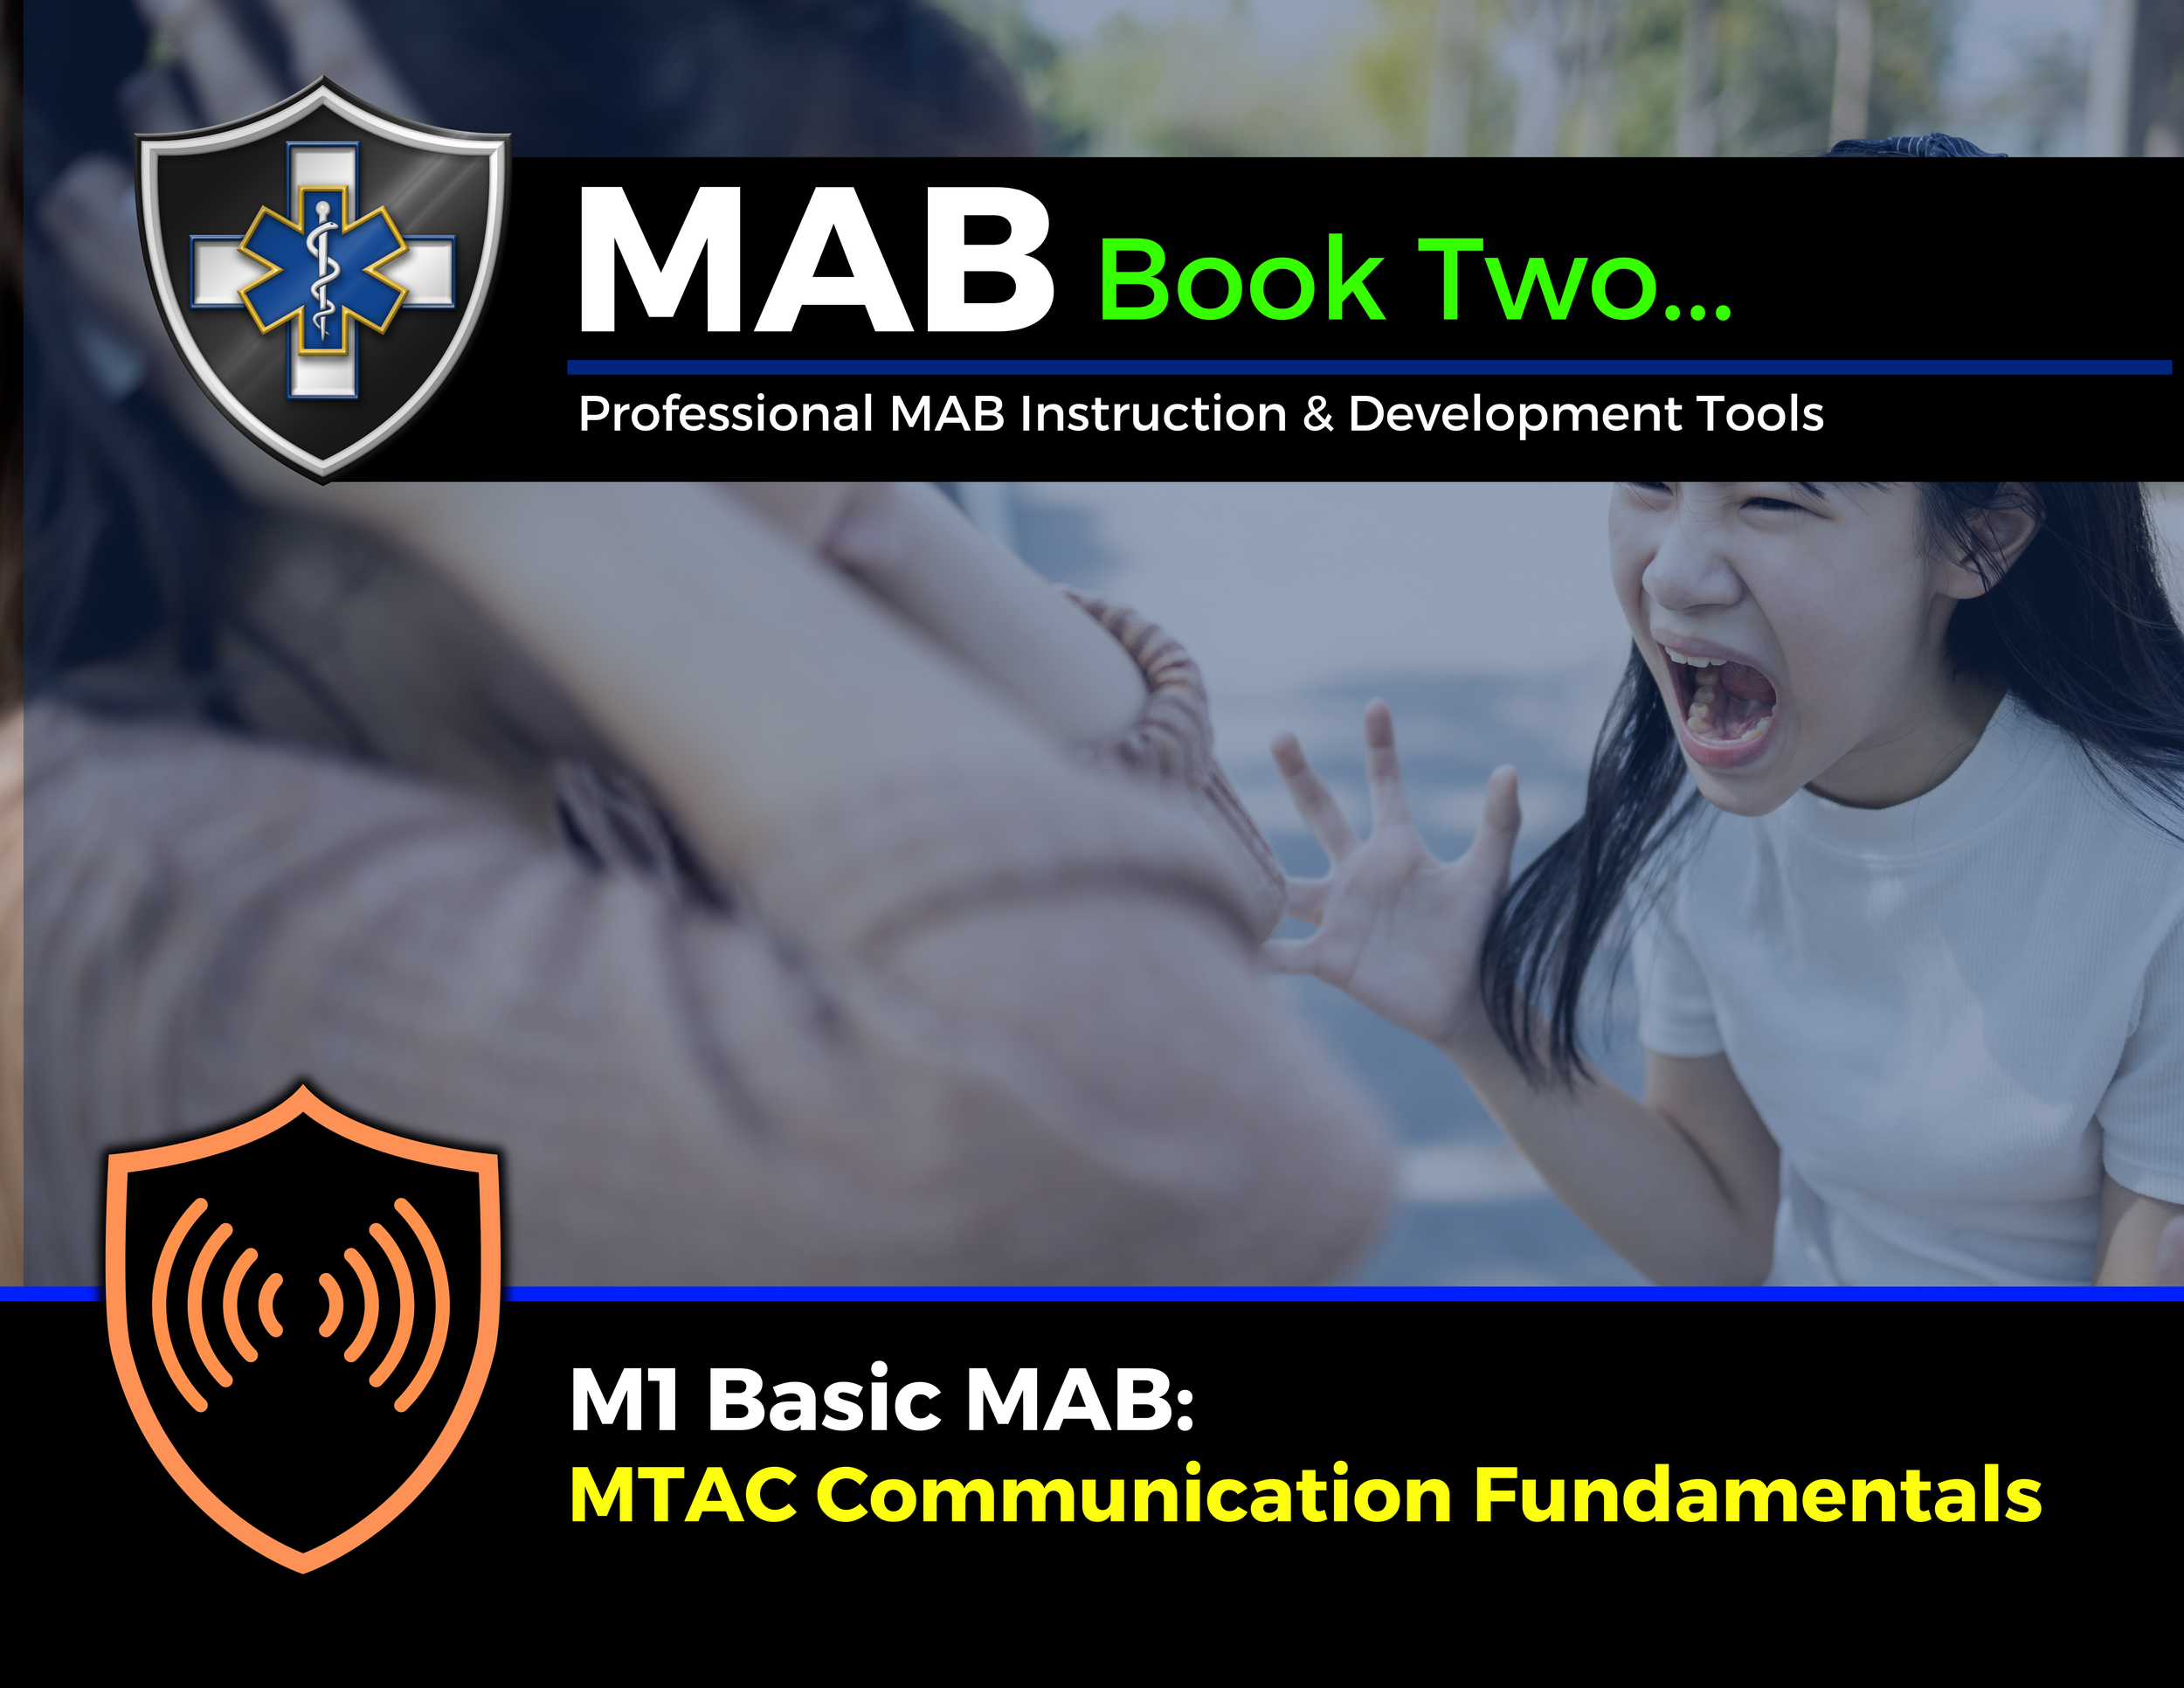 MAB Book Two...
Professional MAB Instruction & Development Tools
M1 Basic MAB:
MTAC Communication Fundamentals